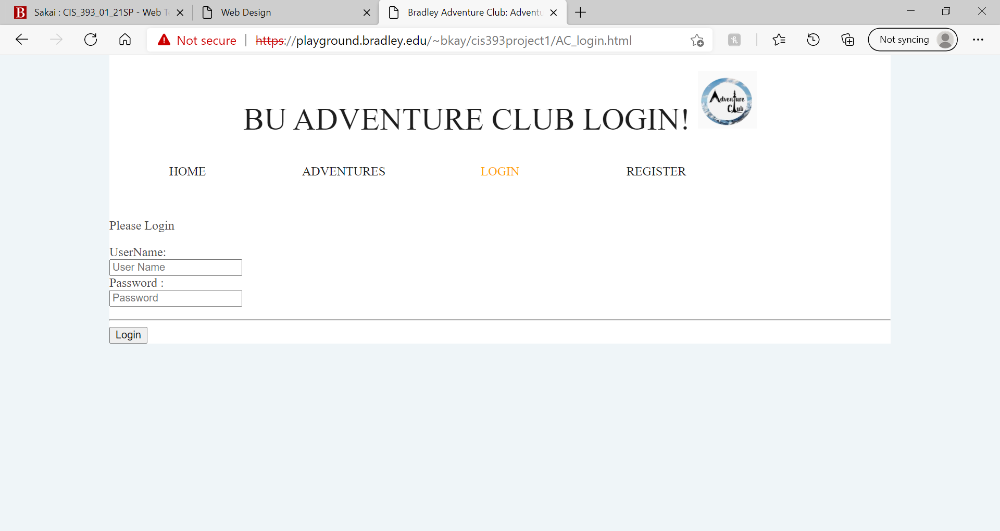 Sakai : CIS_393_01_21SP - Web T
Web Design
Bradley Adventure Club: Advent
Not secure
https://playground.bradley.edu/~bkay/cis393project1/AC_login.html
Not syncing
BU ADVENTURE CLUB LOGIN!
Adventure
Club
HOME ADVENTURES LOGIN REGISTER
Please Login
UserName:
User Name
Password :
Password
Login